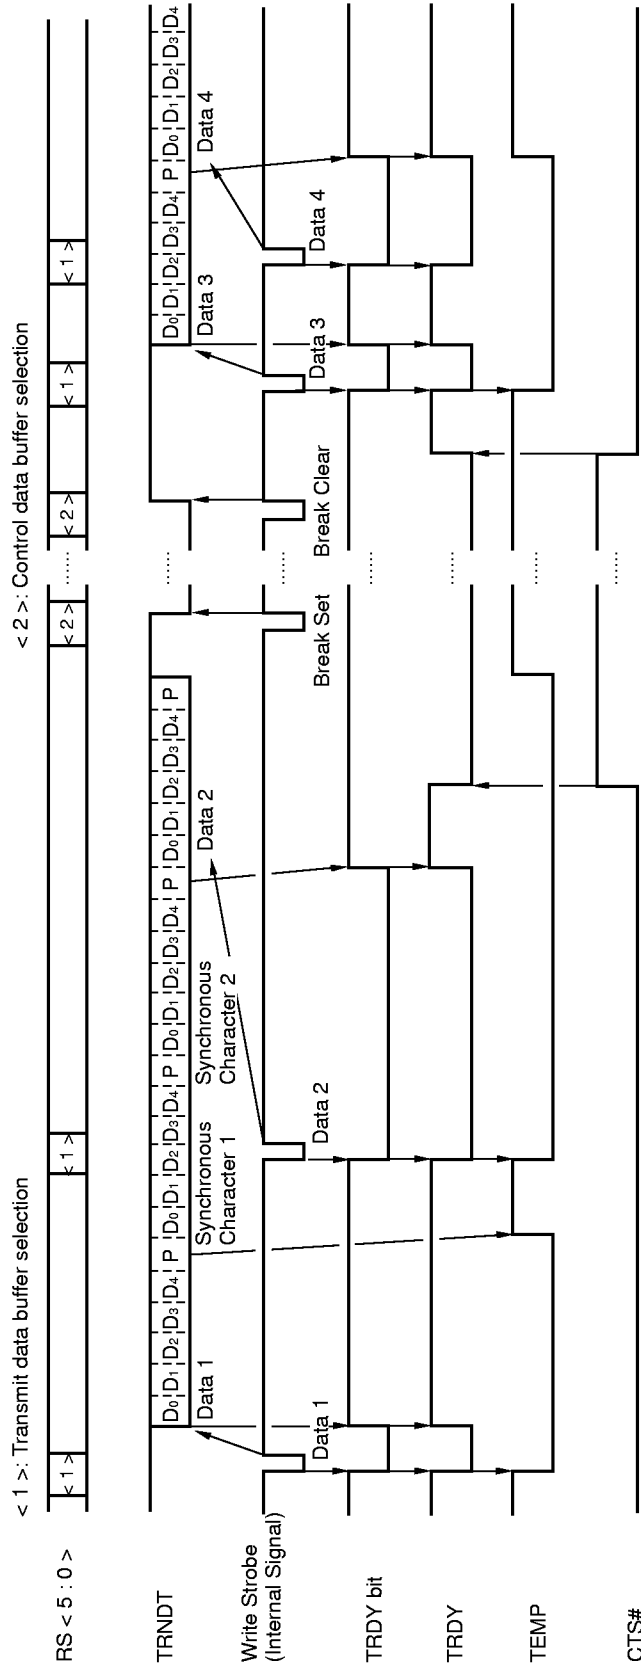 < 1 >: Transmit data buffer selection
< 2 >: Control data buffer selection
RS < 5 : 0 >
< 1 >
< 1 >
< 2 >
......
< 2 >
< 1 >
< 1 >
TRNDT
D0 D1 D2 D3 D4 P D0 D1 D2 D3 D4 P D0 D1 D2 D3 D4 P D0 D1 D2 D3 D4 P
......
D0 D1 D2 D3 D4 P D0 D1 D2 D3 D4
Data 1
Synchronous
Character 1
Synchronous
Character 2
Data 2
Data 3
Data 4
Write Strobe
(Internal Signal)
......
Data 1
Data 2
Break Set
Break Clear
Data 3
Data 4
TRDY bit
......
TRDY
......
TEMP
......
CTS#
......